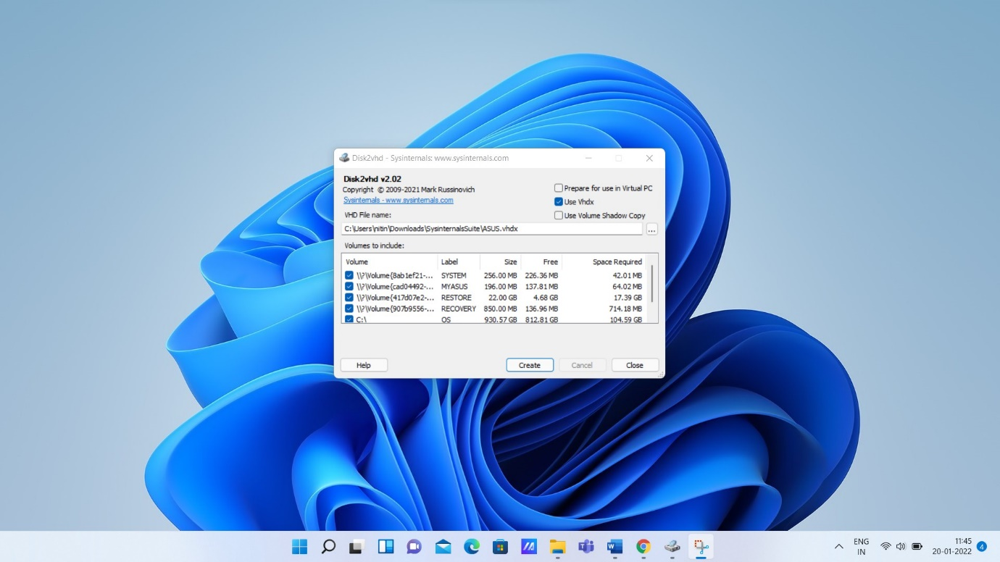 Disk2vhd - Sysinternals: www.sysinternals.com
Disk2vhd v2.02
Copyright © 2009-2021 Mark Russinovich
Sysinternals - www.sysinternals.com
Prepare for use in Virtual PC
Use Vhdx
Use Volume Shadow Copy
VHD File name:
C:\Users\nitin\Downloads\SysinternalsSuite\ASUS.vhdx
...
Volumes to include:
Volume Label Size Free Space Required
\\?\Volume{8ab1ef21-... SYSTEM 256.00 MB 226.36 MB 42.01 MB
\\?\Volume{cad04492-... MYASUS 196.00 MB 137.81 MB 64.02 MB
\\?\Volume{417d07e2-... RESTORE 22.00 GB 4.68 GB 17.39 GB
\\?\Volume{907b9556-... RECOVERY 850.00 MB 136.96 MB 714.18 MB
C:\ OS 930.57 GB 812.81 GB 104.59 GB
Help Create Cancel Close
ENG
IN
11:45
20-01-2022
4